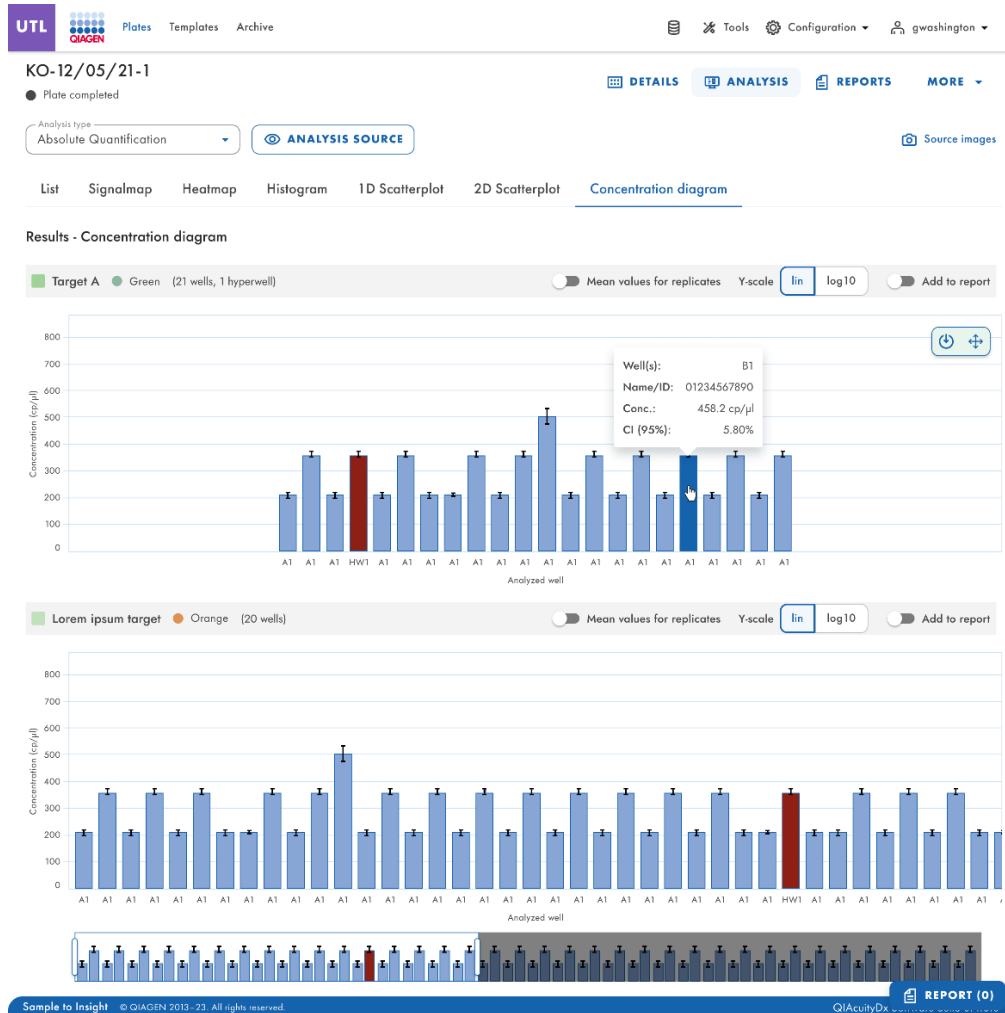 UTL QIAGEN Plates Templates Archive Tools Configuration gwashington
KO-12/05/21-1
Plate completed
DETAILS ANALYSIS REPORTS MORE
Analysis type
Absolute Quantification
ANALYSIS SOURCE
Source images
List Signalmap Heatmap Histogram 1D Scatterplot 2D Scatterplot Concentration diagram
Results - Concentration diagram
Target A Green (21 wells, 1 hyperwell) Mean values for replicates Y-scale lin log10 Add to report
Concentration (cp/µl)
800
700
600
500
400
300
200
100
0
Well(s): B1
Name/ID: 01234567890
Conc.: 458.2 cp/µl
CI (95%): 5.80%
A1 A1 A1 HW1 A1 A1 A1 A1 A1 A1 A1 A1 A1 A1 A1 A1 A1 A1 A1 A1 A1 A1
Analyzed well
Lorem ipsum target Orange (20 wells) Mean values for replicates Y-scale lin log10 Add to report
Concentration (cp/µl)
800
700
600
500
400
300
200
100
0
A1 A1 A1 A1 A1 A1 A1 A1 A1 A1 A1 A1 A1 A1 A1 A1 A1 A1 A1 A1 A1 A1 A1 A1 A1 A1 A1 A1 A1 A1 HW1 A1 A1 A1 A1 A1 A1 A1 A1
Analyzed well
Sample to Insight © QIAGEN 2013–23. All rights reserved. QIAcuityDx
REPORT (0)